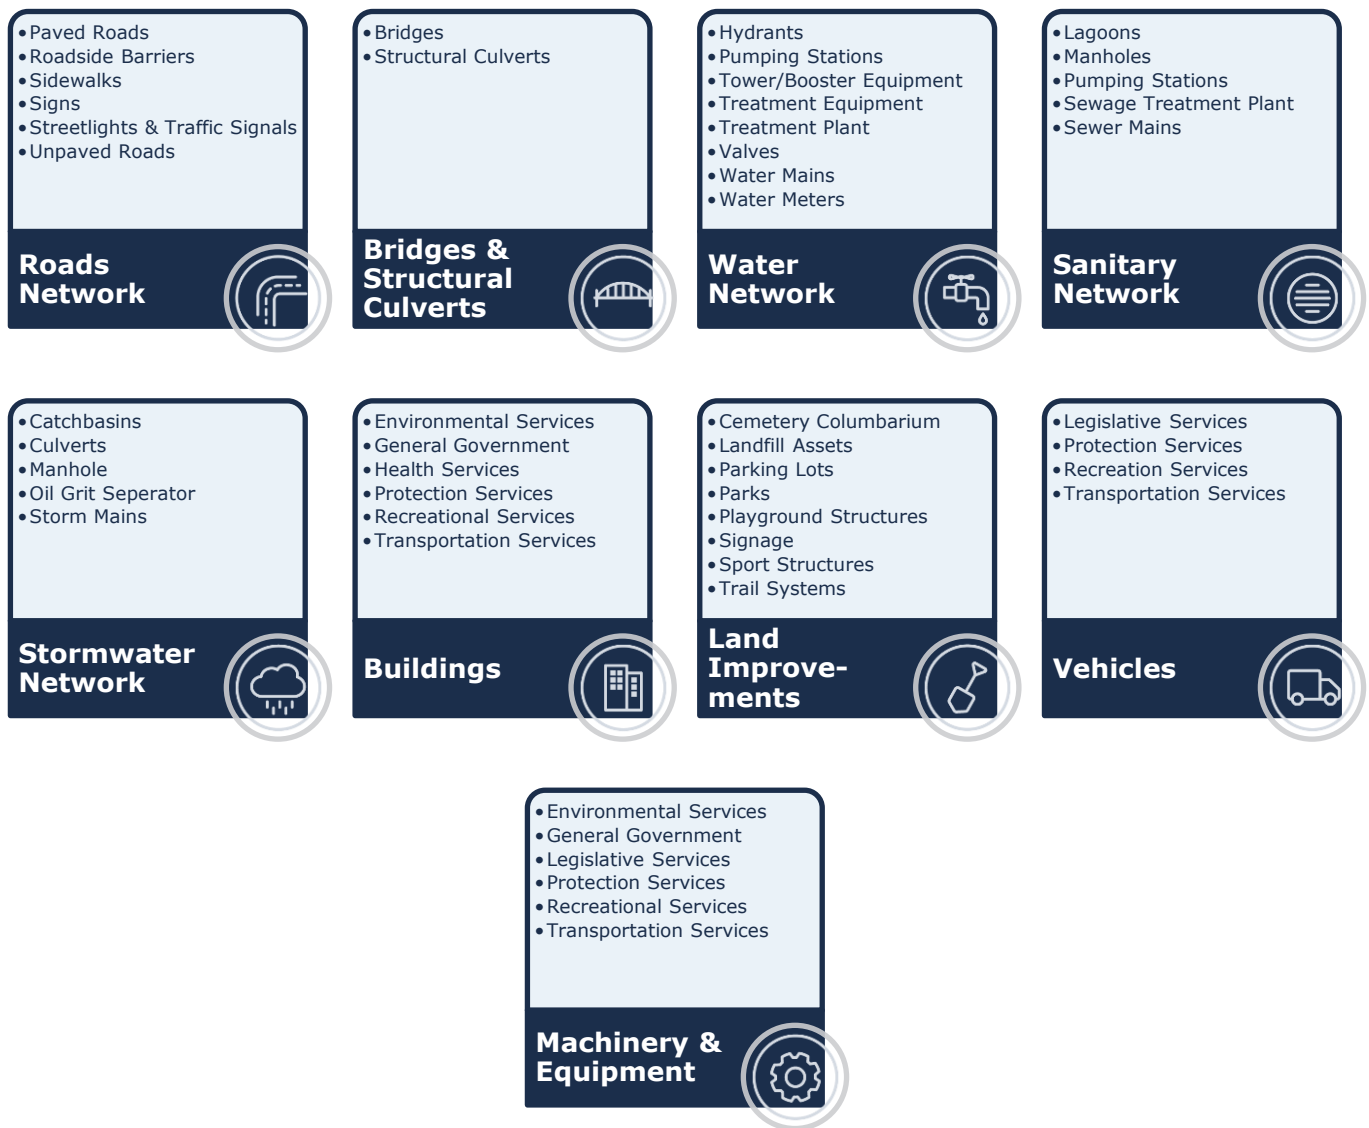 •Paved Roads
•Roadside Barriers
•Sidewalks
•Signs
•Streetlights & Traffic Signals
•Unpaved Roads
Roads
Network
•Bridges
•Structural Culverts
Bridges &
Structural
Culverts
•Hydrants
•Pumping Stations
•Tower/Booster Equipment
•Treatment Equipment
•Treatment Plant
•Valves
•Water Mains
•Water Meters
Water
Network
•Lagoons
•Manholes
•Pumping Stations
•Sewage Treatment Plant
•Sewer Mains
Sanitary
Network
•Catchbasins
•Culverts
•Manhole
•Oil Grit Seperator
•Storm Mains
Stormwater
Network
•Environmental Services
•General Government
•Health Services
•Protection Services
•Recreational Services
•Transportation Services
Buildings
•Cemetery Columbarium
•Landfill Assets
•Parking Lots
•Parks
•Playground Structures
•Signage
•Sport Structures
•Trail Systems
Land
Improve-
ments
•Legislative Services
•Protection Services
•Recreation Services
•Transportation Services
Vehicles
•Environmental Services
•General Government
•Legislative Services
•Protection Services
•Recreational Services
•Transportation Services
Machinery &
Equipment